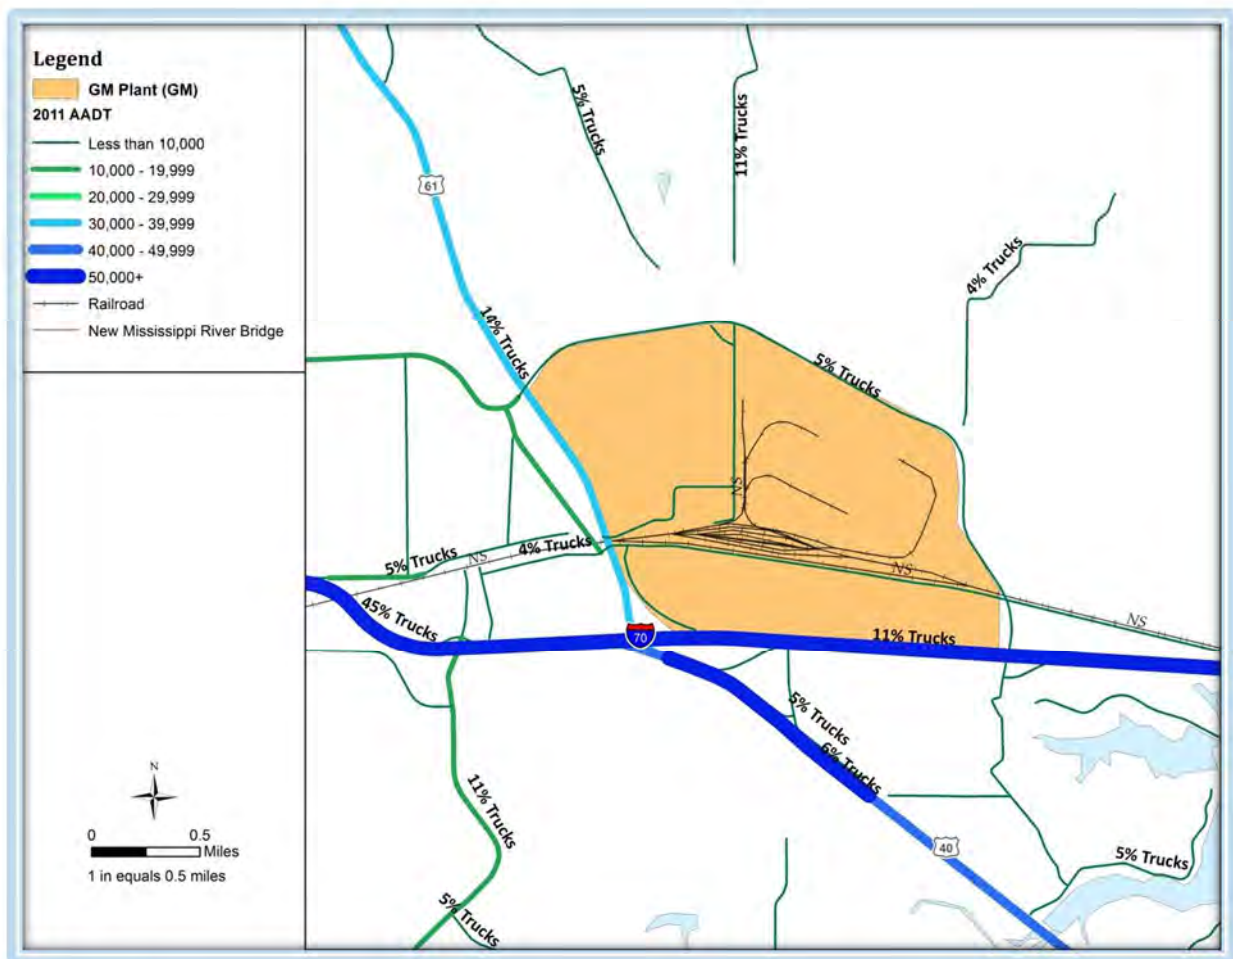 Legend
GM Plant (GM)
2011 AADT
Less than 10,000
10,000 - 19,999
20,000 - 29,999
30,000 - 39,999
40,000 - 49,999
50,000+
Railroad
New Mississippi River Bridge
5% Trucks
11% Trucks
61
4% Trucks
14% Trucks
5% Trucks
NS
4% Trucks
5% Trucks
NS
NS
45% Trucks
NS
70
11% Trucks
5% Trucks
6% Trucks
11% Trucks
40
5% Trucks
5% Trucks
N
0 0.5
Miles
1 in equals 0.5 miles